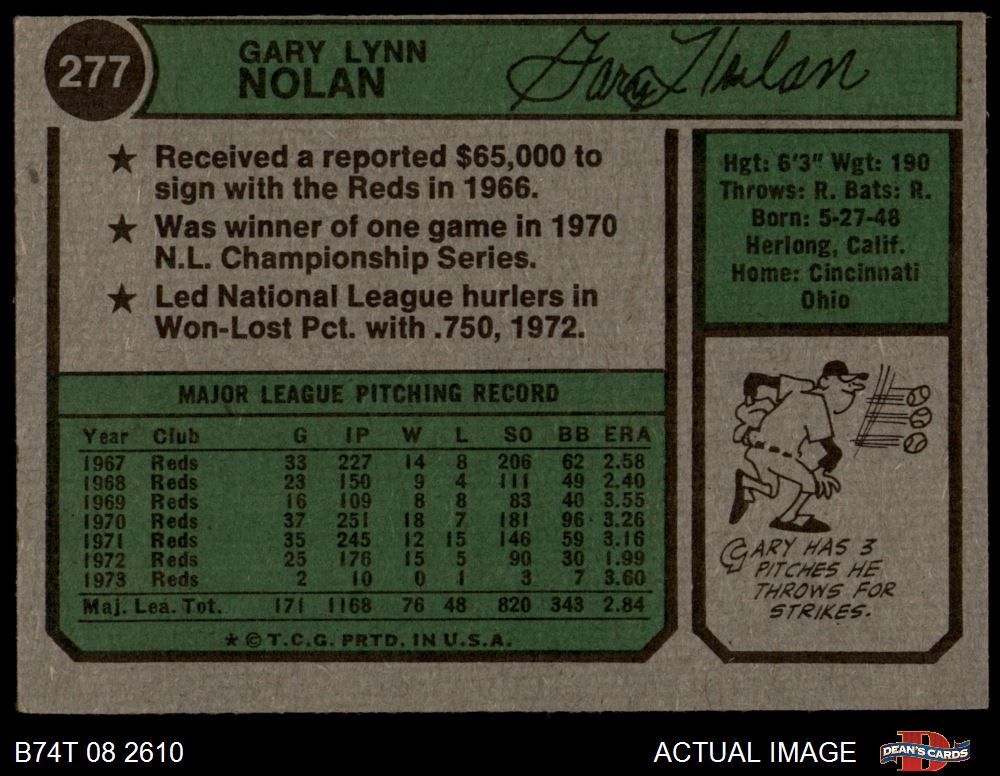 277
GARY LYNN
NOLAN
Gary Nolan
★ Received a reported $65,000 to
sign with the Reds in 1966.
★ Was winner of one game in 1970
N.L. Championship Series.
★ Led National League hurlers in
Won-Lost Pct. with .750, 1972.
Hgt: 6'3" Wgt: 190
Throws: R. Bats: R.
Born: 5-27-48
Herlong, Calif.
Home: Cincinnati
Ohio
MAJOR LEAGUE PITCHING RECORD
Year Club G IP W L SO BB ERA
1967 Reds 33 227 14 8 206 62 2.58
1968 Reds 23 150 9 4 111 49 2.40
1969 Reds 16 109 8 8 83 40 3.55
1970 Reds 37 251 18 7 181 96 3.26
1971 Reds 35 245 12 15 146 59 3.16
1972 Reds 25 176 15 5 90 30 1.99
1973 Reds 2 10 0 1 3 7 3.60
Maj. Lea. Tot. 171 1168 76 48 820 343 2.84
★ © T.C.G. PRTD. IN U.S.A.
GARY HAS 3
PITCHES HE
THROWS FOR
STRIKES.
B74T 08 2610
ACTUAL IMAGE
D
DEAN'S CARDS